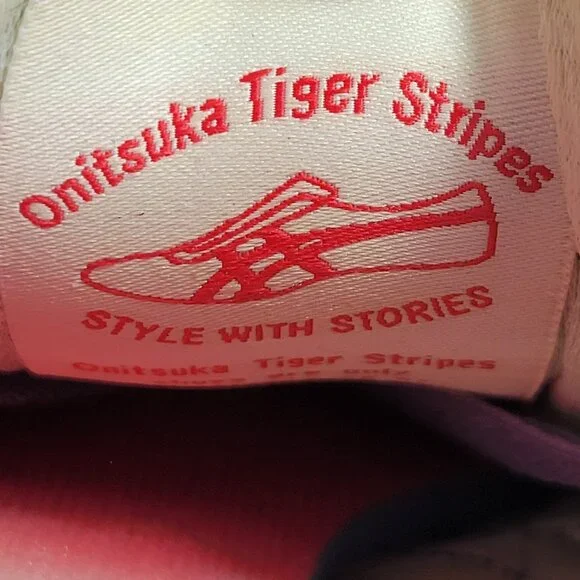 Onitsuka Tiger Stripes
STYLE WITH STORIES
Onitsuka Tiger Stripes